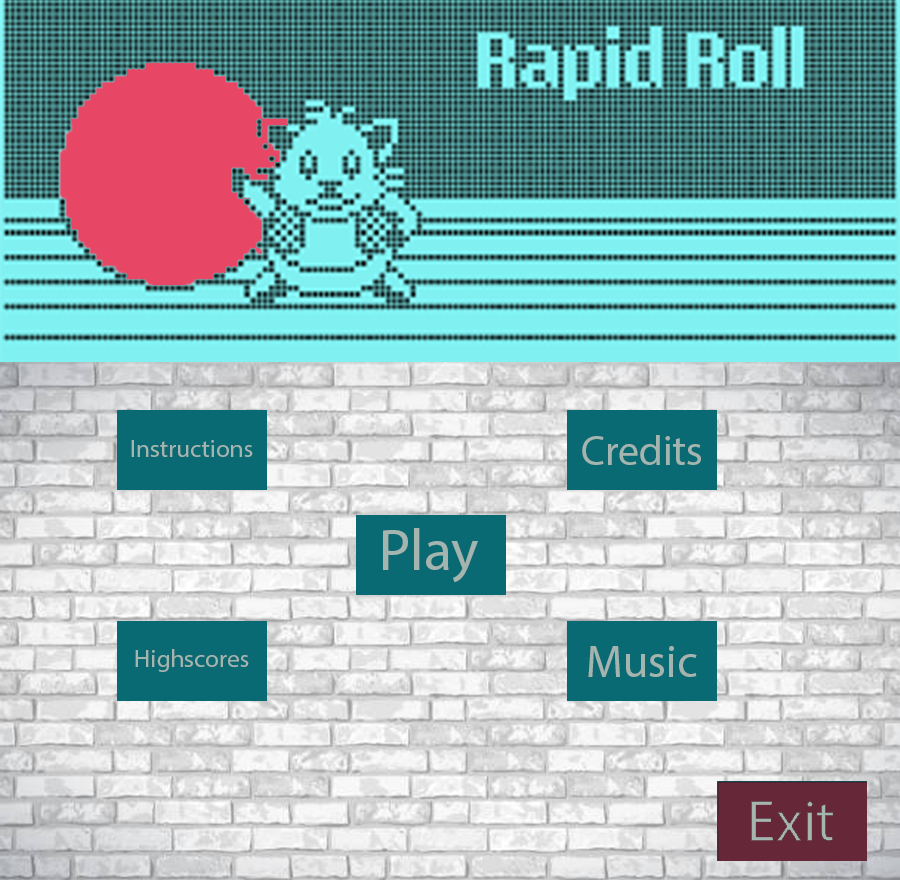 Rapid Roll
Instructions
Credits
Play
Highscores
Music
Exit